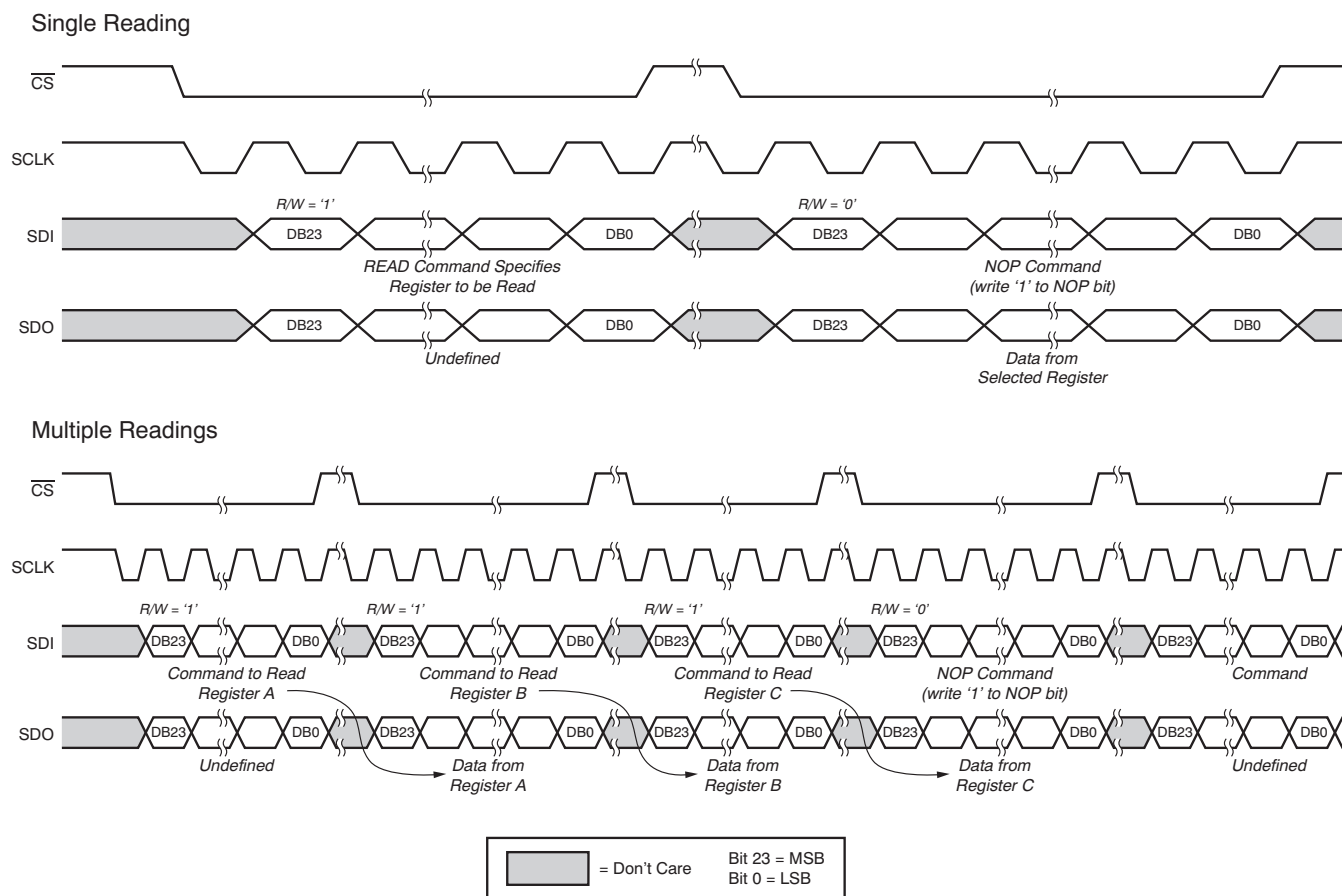 Single Reading
CS
SCLK
R/W = ‘1’ R/W = ‘0’
SDI DB23 DB0 DB23 DB0
READ Command Specifies
Register to be Read
NOP Command
(write ‘1’ to NOP bit)
SDO DB23 DB0 DB23 DB0
Undefined
Data from
Selected Register
Multiple Readings
CS
SCLK
R/W = ‘1’ R/W = ‘1’ R/W = ‘1’ R/W = ‘0’
SDI DB23 DB0 DB23 DB0 DB23 DB0 DB23 DB0 DB23 DB0
Command to Read
Register A
Command to Read
Register B
Command to Read
Register C
NOP Command
(write ‘1’ to NOP bit)
Command
SDO DB23 DB0 DB23 DB0 DB23 DB0 DB23 DB0 DB23 DB0
Undefined
Data from
Register A
Data from
Register B
Data from
Register C
Undefined
= Don't Care
Bit 23 = MSB
Bit 0 = LSB